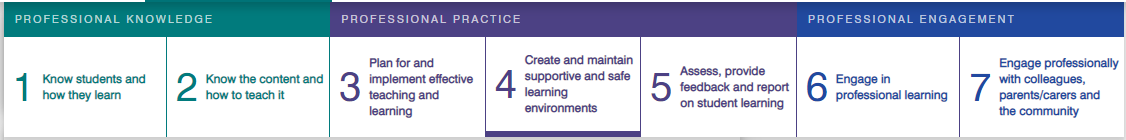 PROFESSIONAL KNOWLEDGE
PROFESSIONAL PRACTICE
PROFESSIONAL ENGAGEMENT
1
Know students and
how they learn
2
Know the content and
how to teach it
3
Plan for and
implement effective
teaching and
learning
4
Create and maintain
supportive and safe
learning
environments
5
Assess, provide
feedback and report
on student learning
6
Engage in
professional learning
7
Engage professionally
with colleagues,
parents/carers and
the community